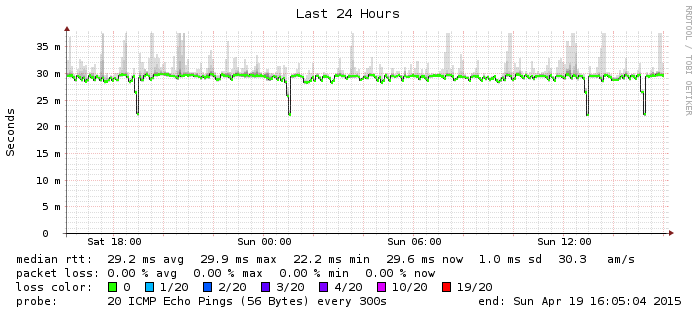 Last 24 Hours
RRDTOOL / TOBI OETIKER
Seconds
35 m
30 m
25 m
20 m
15 m
10 m
5 m
0
Sat 18:00 Sun 00:00 Sun 06:00 Sun 12:00
median rtt: 29.2 ms avg 29.9 ms max 22.2 ms min 29.6 ms now 1.0 ms sd 30.3 am/s
packet loss: 0.00 % avg 0.00 % max 0.00 % min 0.00 % now
loss color: 0 1/20 2/20 3/20 4/20 10/20 19/20
probe: 20 ICMP Echo Pings (56 Bytes) every 300s end: Sun Apr 19 16:05:04 2015